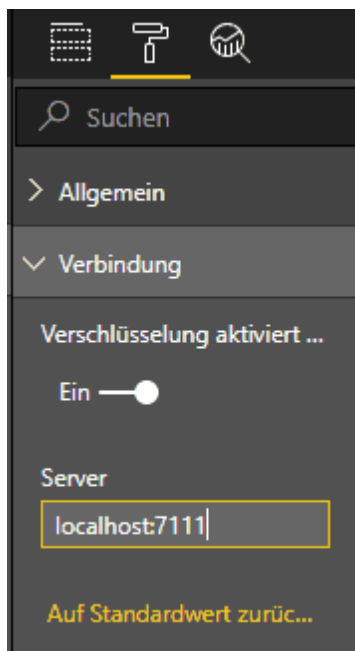 Suchen
Allgemein
Verbindung
Verschlüsselung aktiviert ...
Ein
Server
localhost:7111
Auf Standardwert zurüc...